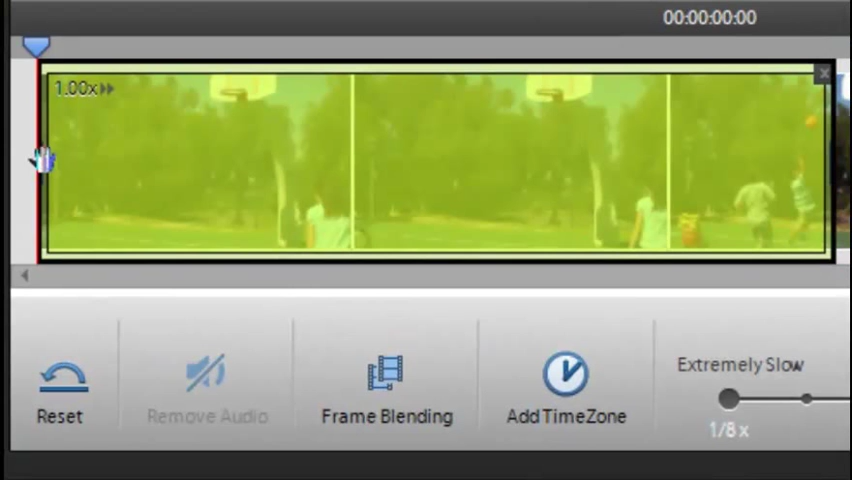 00:00:00:00
1.00x
Extremely Slow
Reset
Remove Audio
Frame Blending
Add TimeZone
1/8 x